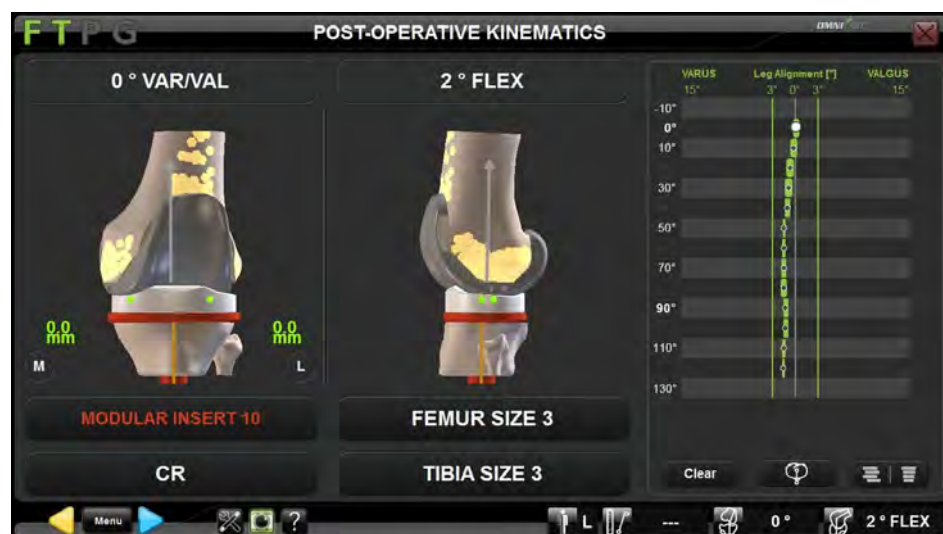 FTPG
POST-OPERATIVE KINEMATICS
OMNI
0 ° VAR/VAL
2 ° FLEX
VARUS Leg Alignment [°] VALGUS
15° 3° 0° 3° 15°
-10°
0°
10°
30°
50°
70°
90°
110°
130°
0.0 mm
0.0 mm
M
L
MODULAR INSERT 10
FEMUR SIZE 3
CR
TIBIA SIZE 3
Clear
Menu
?
L
---
0 °
2 ° FLEX